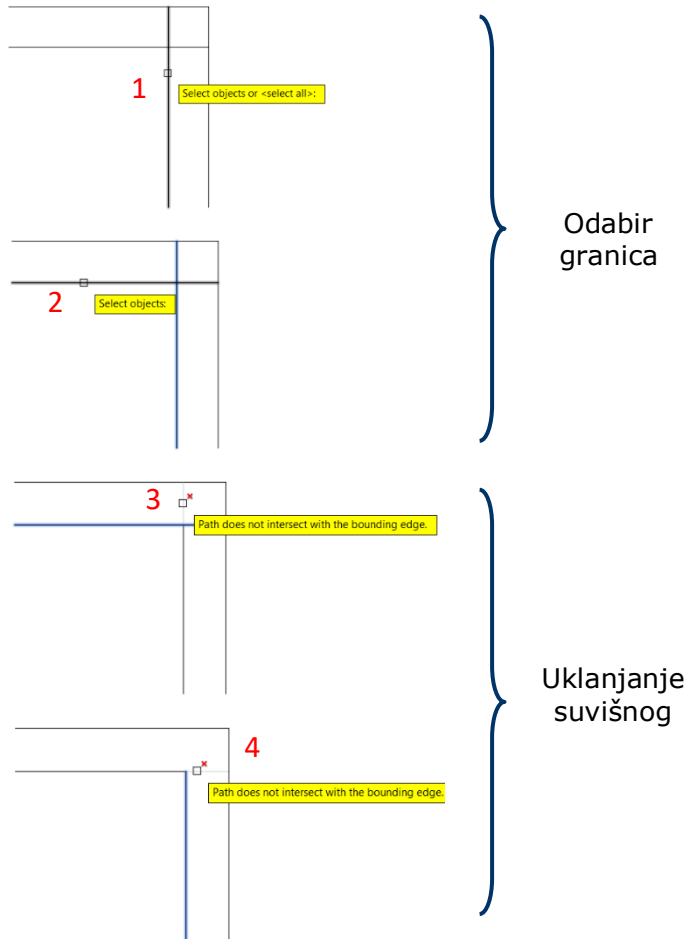 1
Select objects or <select all>:
2
Select objects:
Odabir
granica
3
Path does not intersect with the bounding edge.
4
Path does not intersect with the bounding edge.
Uklanjanje
suvišnog